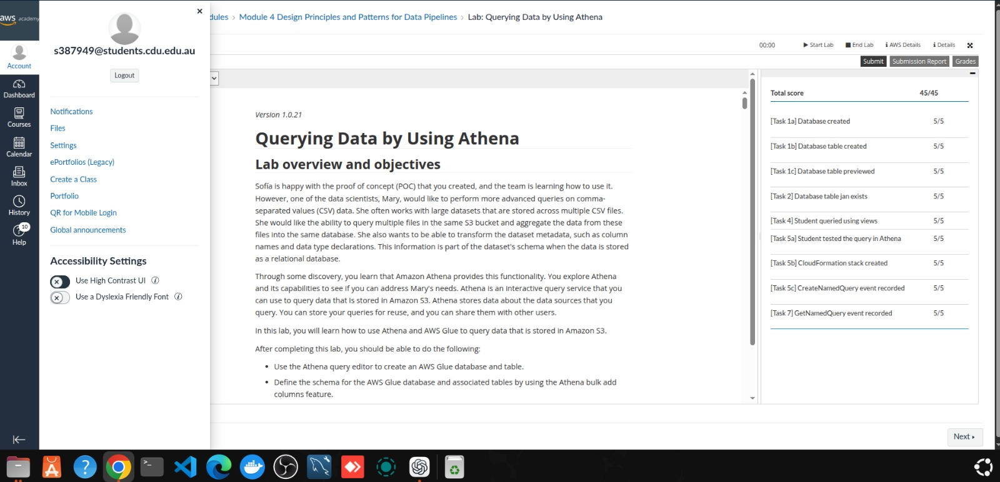 aws academy
Account
Dashboard
Courses
Calendar
Inbox
History
10
Help
×
s387949@students.cdu.edu.au
Logout
Notifications
Files
Settings
ePortfolios (Legacy)
Create a Class
Portfolio
QR for Mobile Login
Global announcements
Accessibility Settings
Use High Contrast UI
Use a Dyslexia Friendly Font
dules › Module 4 Design Principles and Patterns for Data Pipelines › Lab: Querying Data by Using Athena
00:00 Start Lab End Lab AWS Details Details
Submit Submission Report Grades
Version 1.0.21
Querying Data by Using Athena
Lab overview and objectives
Sofía is happy with the proof of concept (POC) that you created, and the team is learning how to use it.
However, one of the data scientists, Mary, would like to perform more advanced queries on comma-
separated values (CSV) data. She often works with large datasets that are stored across multiple CSV files.
She would like the ability to query multiple files in the same S3 bucket and aggregate the data from these
files into the same database. She also wants to be able to transform the dataset metadata, such as column
names and data type declarations. This information is part of the dataset's schema when the data is stored
as a relational database.
Through some discovery, you learn that Amazon Athena provides this functionality. You explore Athena
and its capabilities to see if you can address Mary's needs. Athena is an interactive query service that you
can use to query data that is stored in Amazon S3. Athena stores data about the data sources that you
query. You can store your queries for reuse, and you can share them with other users.
In this lab, you will learn how to use Athena and AWS Glue to query data that is stored in Amazon S3.
After completing this lab, you should be able to do the following:
• Use the Athena query editor to create an AWS Glue database and table.
• Define the schema for the AWS Glue database and associated tables by using the Athena bulk add
columns feature.
Total score 45/45
[Task 1a] Database created 5/5
[Task 1b] Database table created 5/5
[Task 1c] Database table previewed 5/5
[Task 2] Database table jan exists 5/5
[Task 4] Student queried using views 5/5
[Task 5a] Student tested the query in Athena 5/5
[Task 5b] CloudFormation stack created 5/5
[Task 5c] CreateNamedQuery event recorded 5/5
[Task 7] GetNamedQuery event recorded 5/5
Next